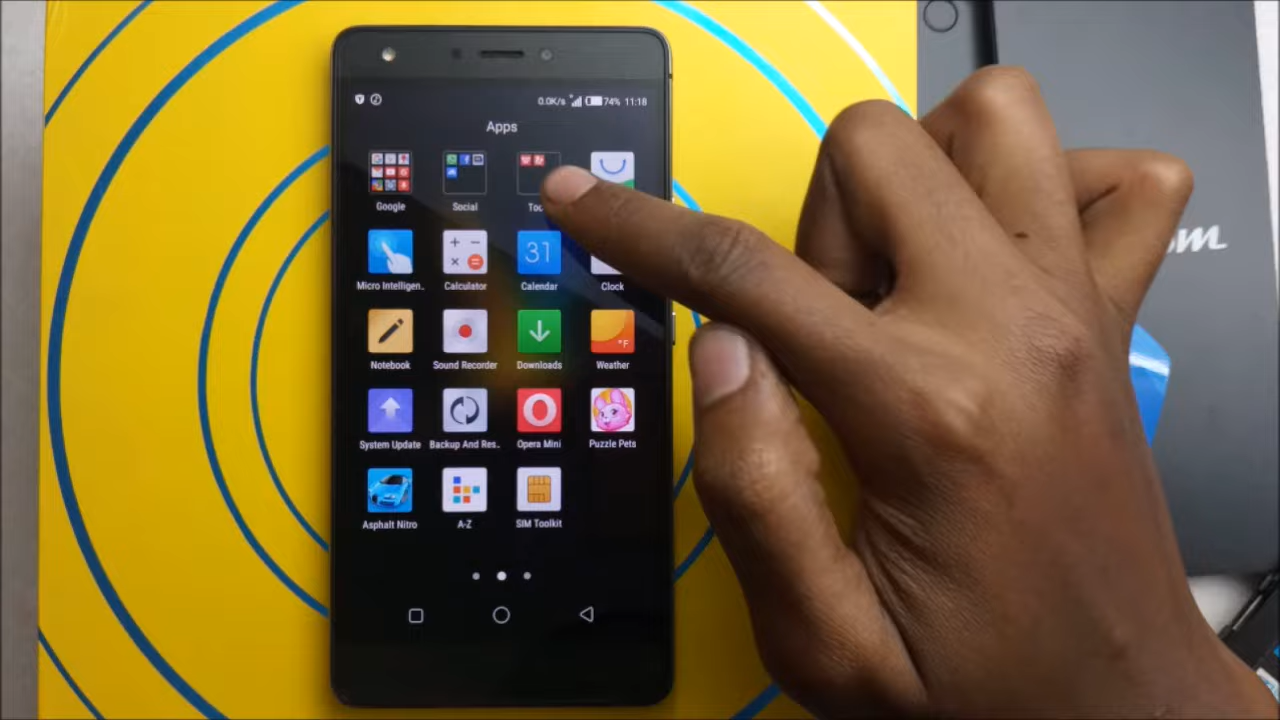 0.0K/s 74% 11:18
Apps
Google Social
31
Micro Intelligen.. Calculator Calendar Clock
°F
Notebook Sound Recorder Downloads Weather
System Update Backup And Res.. Opera Mini Puzzle Pets
Asphalt Nitro A-Z SIM Toolkit